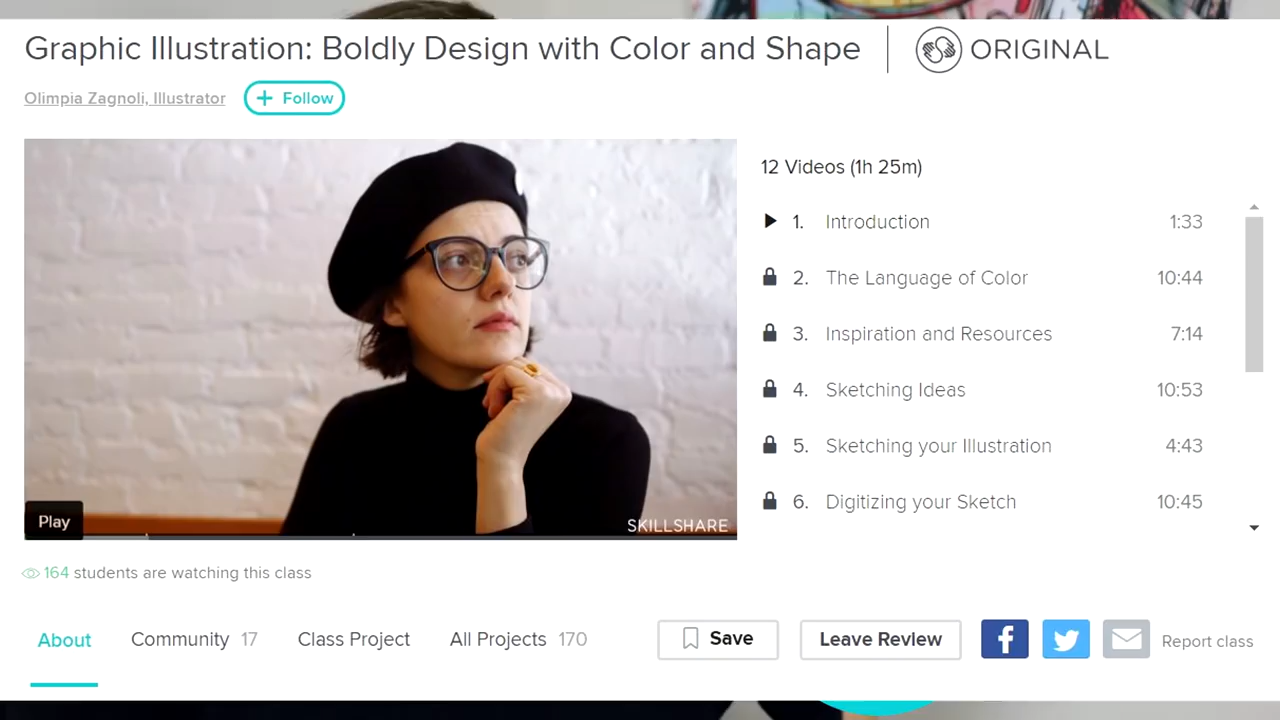 Graphic Illustration: Boldly Design with Color and Shape
ORIGINAL
Olimpia Zagnoli, Illustrator
+ Follow
12 Videos (1h 25m)
1. Introduction 1:33
2. The Language of Color 10:44
3. Inspiration and Resources 7:14
4. Sketching Ideas 10:53
5. Sketching your Illustration 4:43
6. Digitizing your Sketch 10:45
Play
SKILLSHARE
164 students are watching this class
About
Community 17
Class Project
All Projects 170
Save
Leave Review
Report class